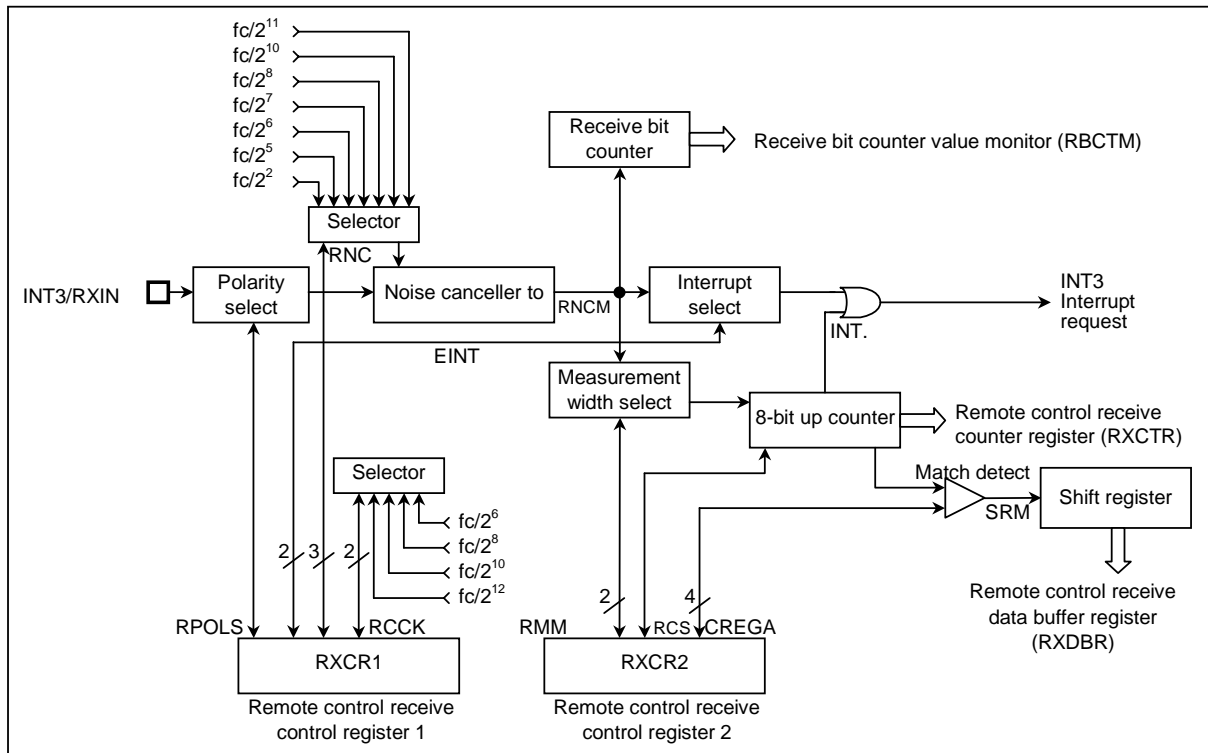 fc/2¹¹
fc/2¹⁰
fc/2⁸
fc/2⁷
fc/2⁶
fc/2⁵
fc/2²
Selector
RNC
Receive bit
counter
Receive bit counter value monitor (RBCTM)
INT3/RXIN
Polarity
select
Noise canceller to
RNCM
Interrupt
select
INT.
INT3
Interrupt
request
EINT
Measurement
width select
8-bit up counter
Remote control receive
counter register (RXCTR)
Selector
fc/2⁶
fc/2⁸
fc/2¹⁰
fc/2¹²
Match detect
SRM
Shift register
Remote control receive
data buffer register
(RXDBR)
2
3
2
2
4
RPOLS
RCCK
RMM
RCS
CREGA
RXCR1
RXCR2
Remote control receive
control register 1
Remote control receive
control register 2